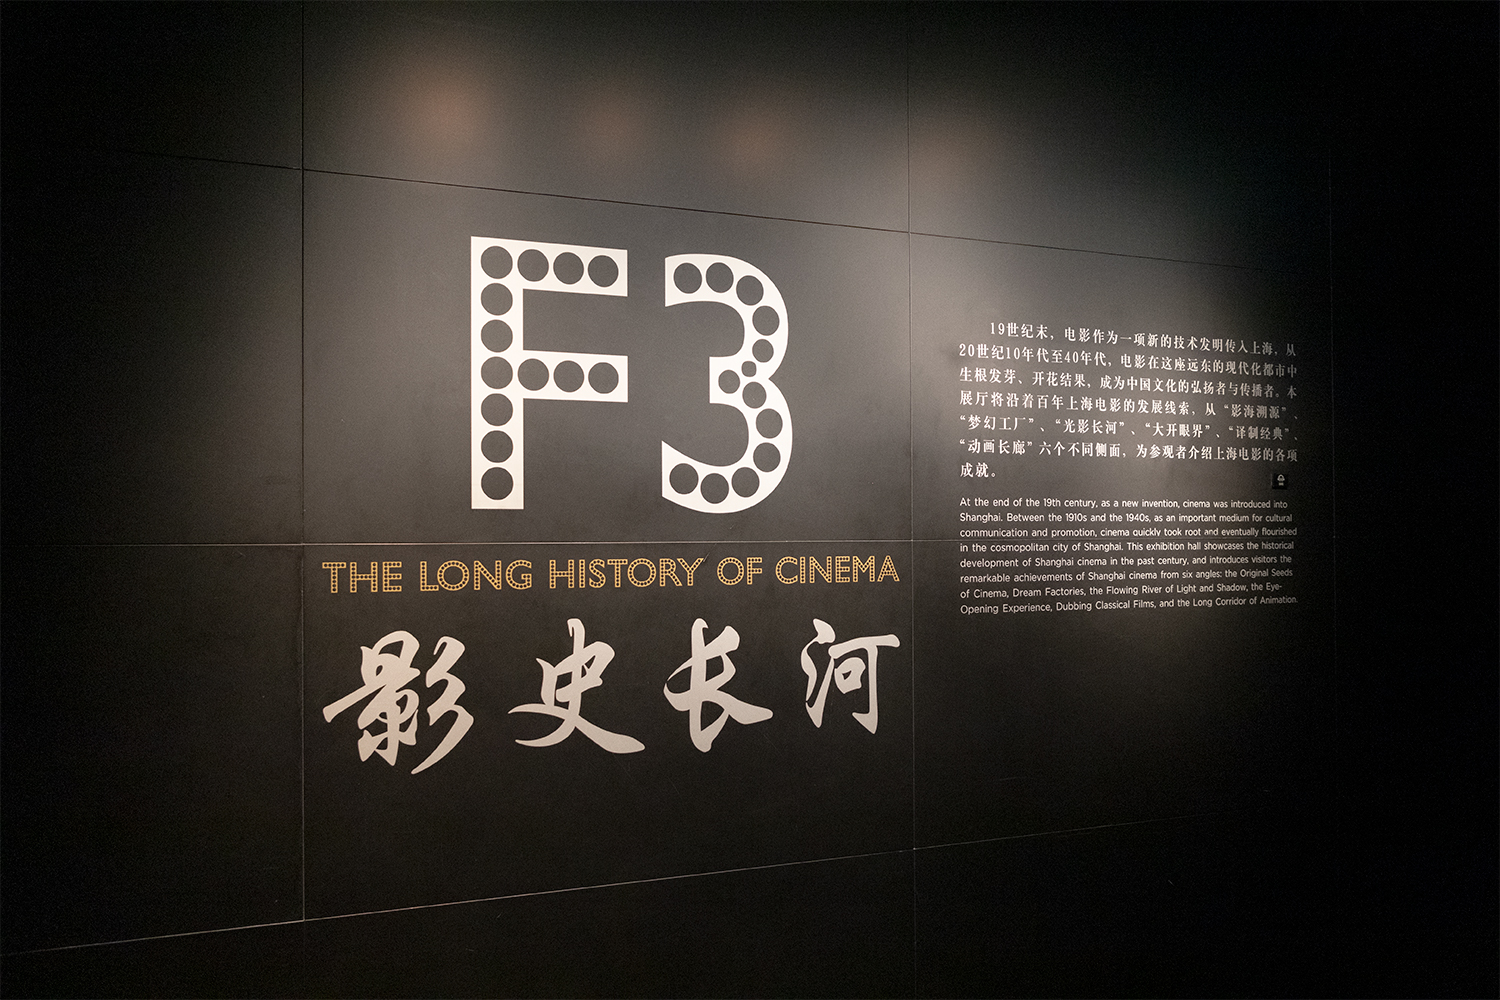 F3
THE LONG HISTORY OF CINEMA
影史长河
19世纪末，电影作为一项新的技术发明传入上海，从
20世纪10年代至40年代，电影在这座远东的现代化都市中
生根发芽、开花结果，成为中国文化的弘扬者与传播者。本
展厅将沿着百年上海电影的发展线索，从“影海溯源”、
“梦幻工厂”、“光影长河”、“大开眼界”、“译制经典”、
“动画长廊”六个不同侧面，为参观者介绍上海电影的各项
成就。
At the end of the 19th century, as a new invention, cinema was introduced into
Shanghai. Between the 1910s and the 1940s, as an important medium for cultural
communication and promotion, cinema quickly took root and eventually flourished
in the cosmopolitan city of Shanghai. This exhibition hall showcases the historical
development of Shanghai cinema in the past century, and introduces visitors the
remarkable achievements of Shanghai cinema from six angles: the Original Seeds
of Cinema, Dream Factories, the Flowing River of Light and Shadow, the Eye-
Opening Experience, Dubbing Classical Films, and the Long Corridor of Animation.